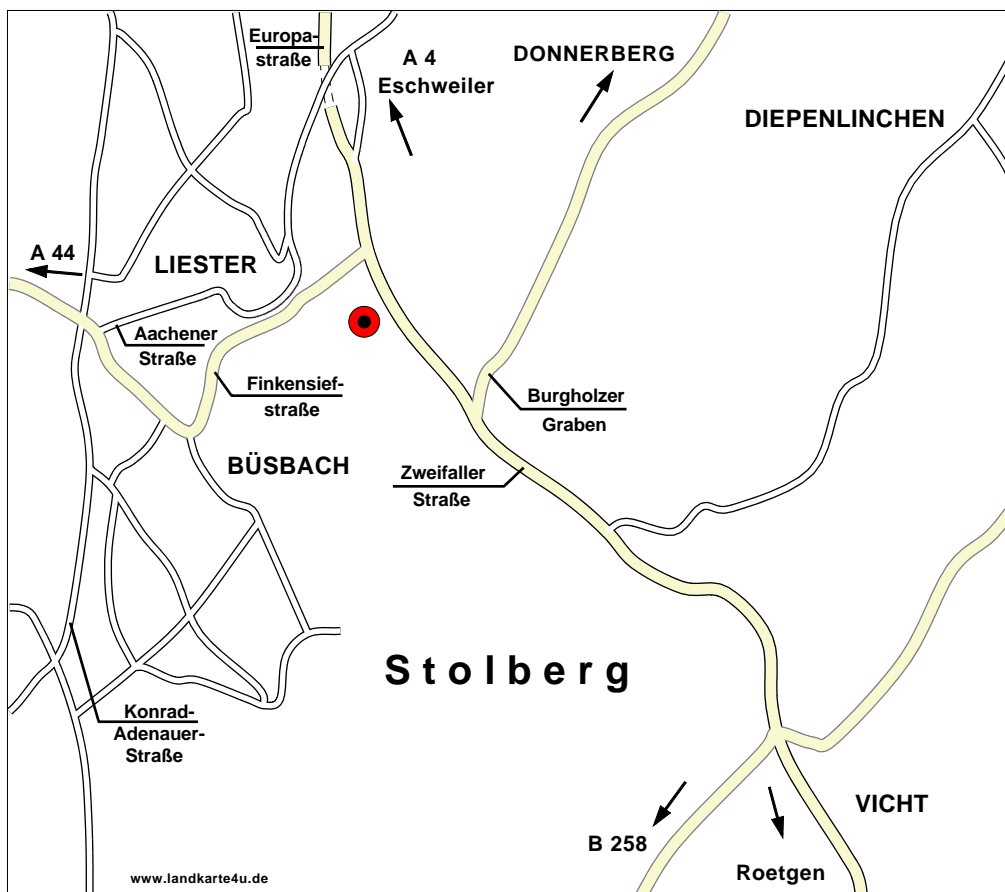 Europa-
straße
A 4
Eschweiler
DONNERBERG
DIEPENLINCHEN
A 44
LIESTER
Aachener
Straße
Finkensief-
straße
Burgholzer
Graben
BÜSBACH
Zweifaller
Straße
Stolberg
Konrad-
Adenauer-
Straße
VICHT
B 258
Roetgen
www.landkarte4u.de